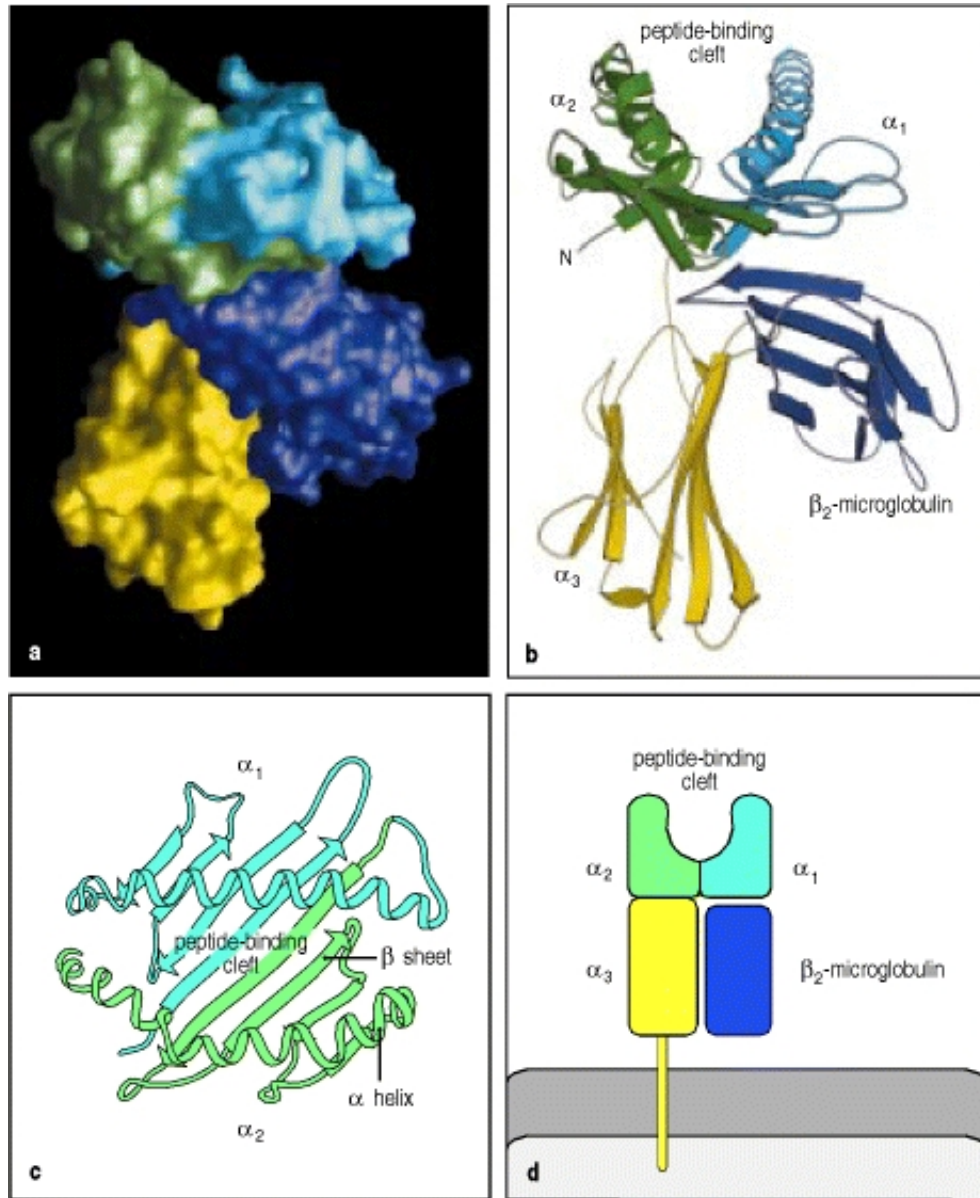 a
peptide-binding
cleft
α2
α1
N
β2-microglobulin
α3
b
α1
peptide-binding
cleft
β sheet
α helix
α2
c
peptide-binding
cleft
α2
α1
α3
β2-microglobulin
d